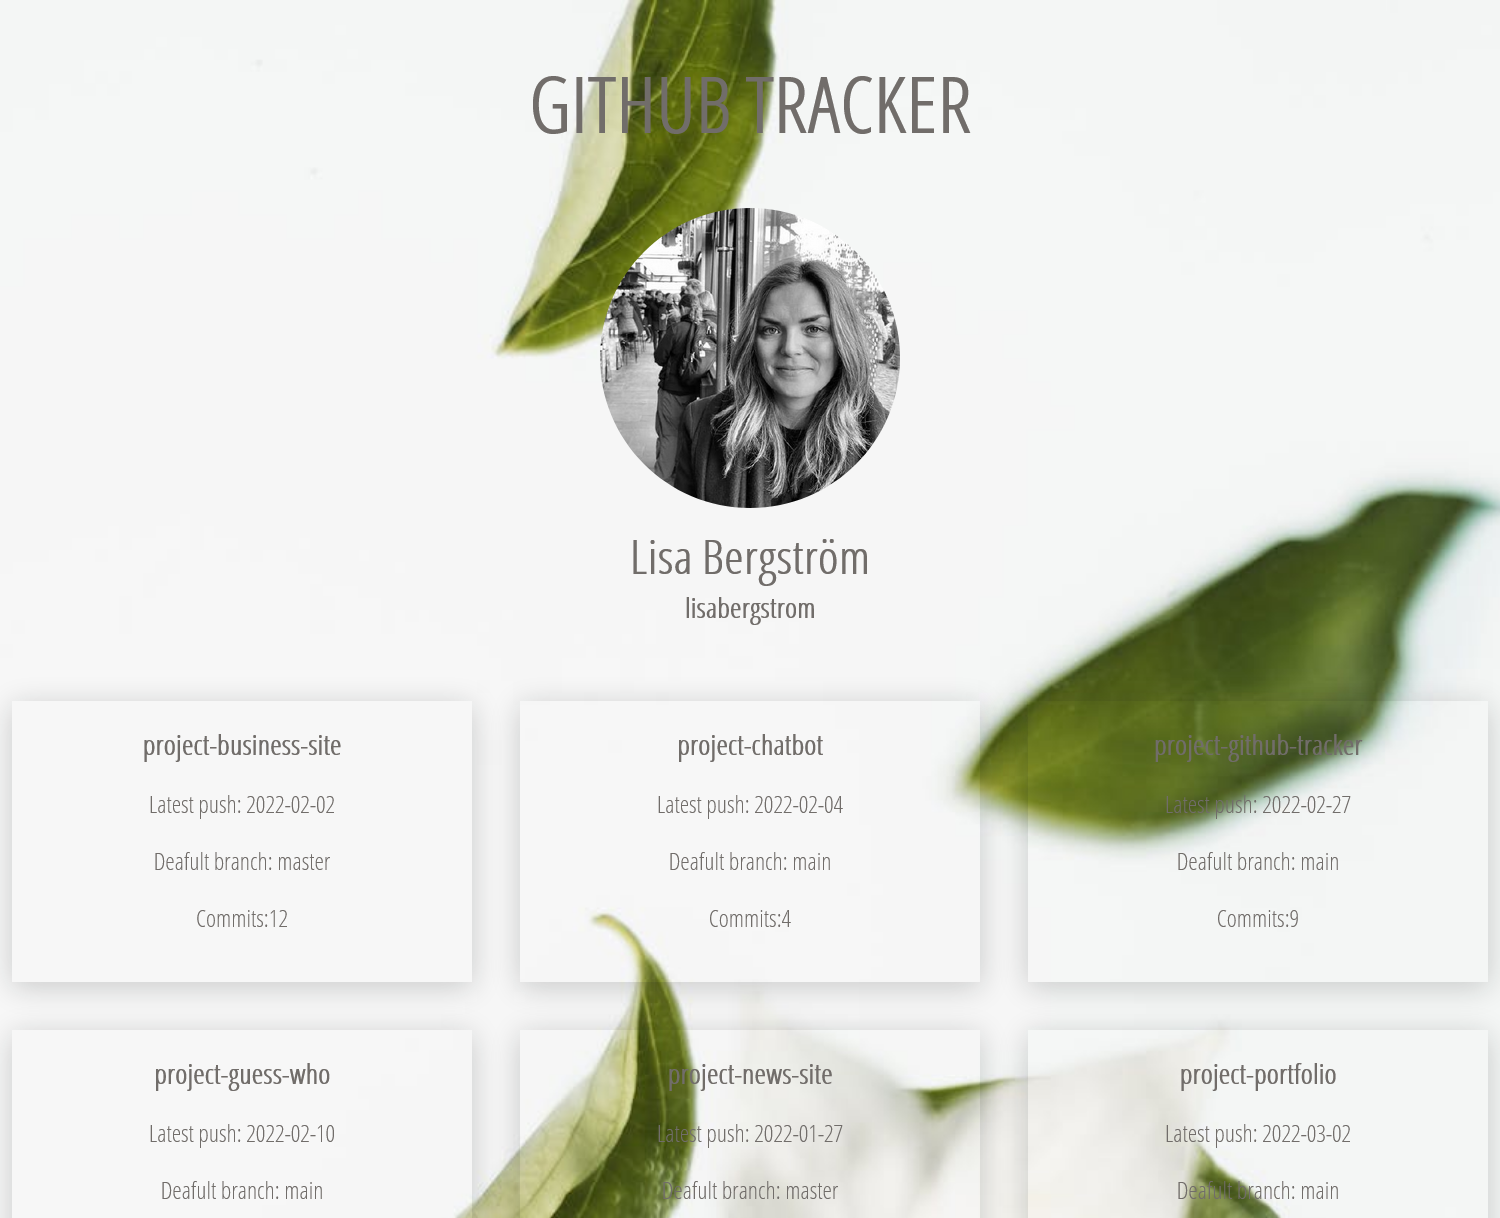 GITHUB TRACKER
Lisa Bergström
lisabergstrom
project-business-site
Latest push: 2022-02-02
Deafult branch: master
Commits:12
project-chatbot
Latest push: 2022-02-04
Deafult branch: main
Commits:4
project-github-tracker
Latest push: 2022-02-27
Deafult branch: main
Commits:9
project-guess-who
Latest push: 2022-02-10
Deafult branch: main
project-news-site
Latest push: 2022-01-27
Deafult branch: master
project-portfolio
Latest push: 2022-03-02
Deafult branch: main